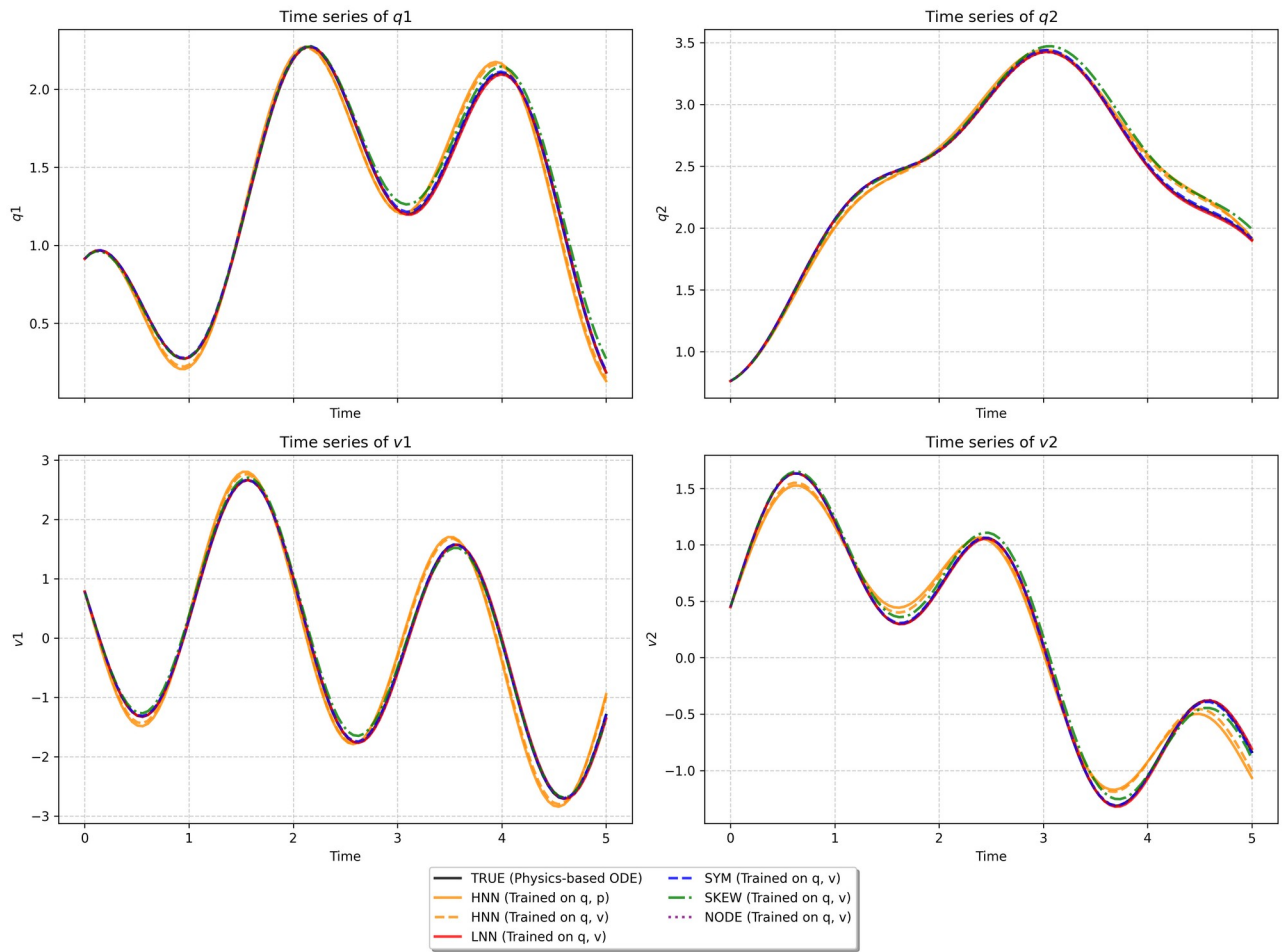 Time series of q1
q1
2.0
1.5
1.0
0.5
Time
Time series of q2
q2
3.5
3.0
2.5
2.0
1.5
1.0
Time
Time series of v1
v1
3
2
1
0
−1
−2
−3
0 1 2 3 4 5
Time
Time series of v2
v2
1.5
1.0
0.5
0.0
−0.5
−1.0
0 1 2 3 4 5
Time
TRUE (Physics-based ODE)
HNN (Trained on q, p)
HNN (Trained on q, v)
LNN (Trained on q, v)
SYM (Trained on q, v)
SKEW (Trained on q, v)
NODE (Trained on q, v)